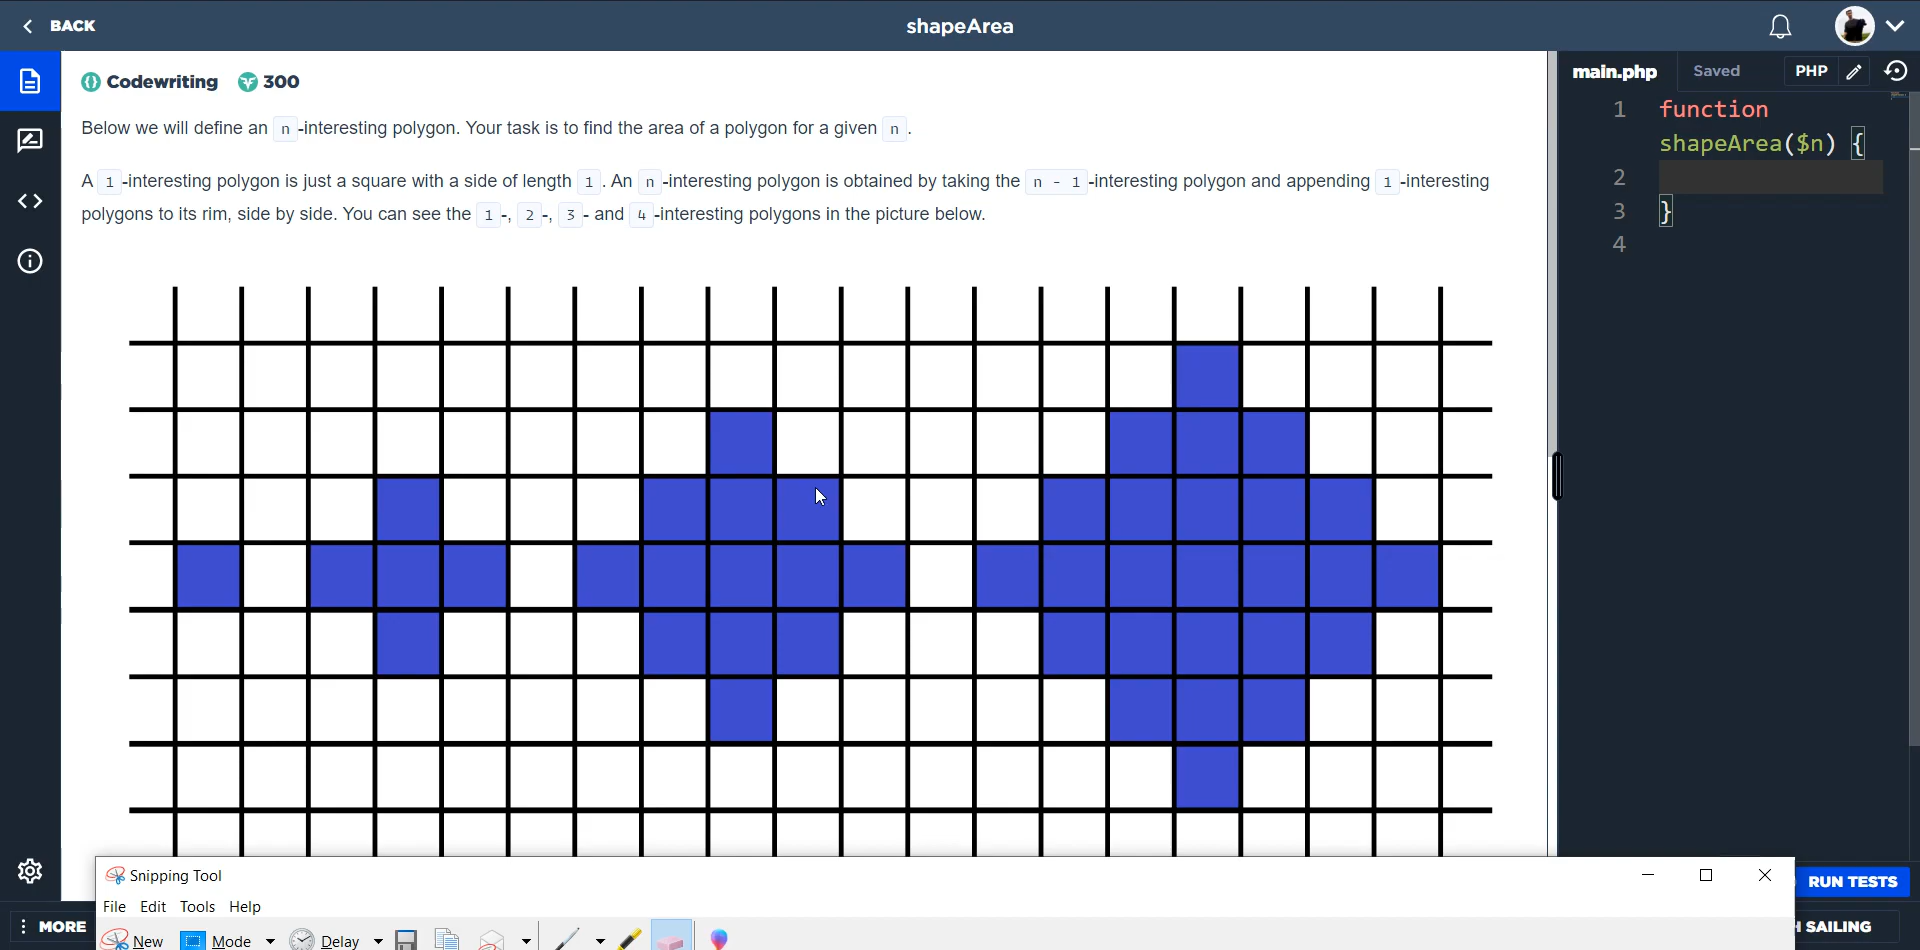 BACK
shapeArea
Codewriting 300
Below we will define an n -interesting polygon. Your task is to find the area of a polygon for a given n .
A 1 -interesting polygon is just a square with a side of length 1 . An n -interesting polygon is obtained by taking the n - 1 -interesting polygon and appending 1 -interesting
polygons to its rim, side by side. You can see the 1 -, 2 -, 3 - and 4 -interesting polygons in the picture below.
main.php Saved PHP
1 function
shapeArea($n) {
2
3 }
4
RUN TESTS
SAILING
MORE
Snipping Tool
File Edit Tools Help
New Mode Delay